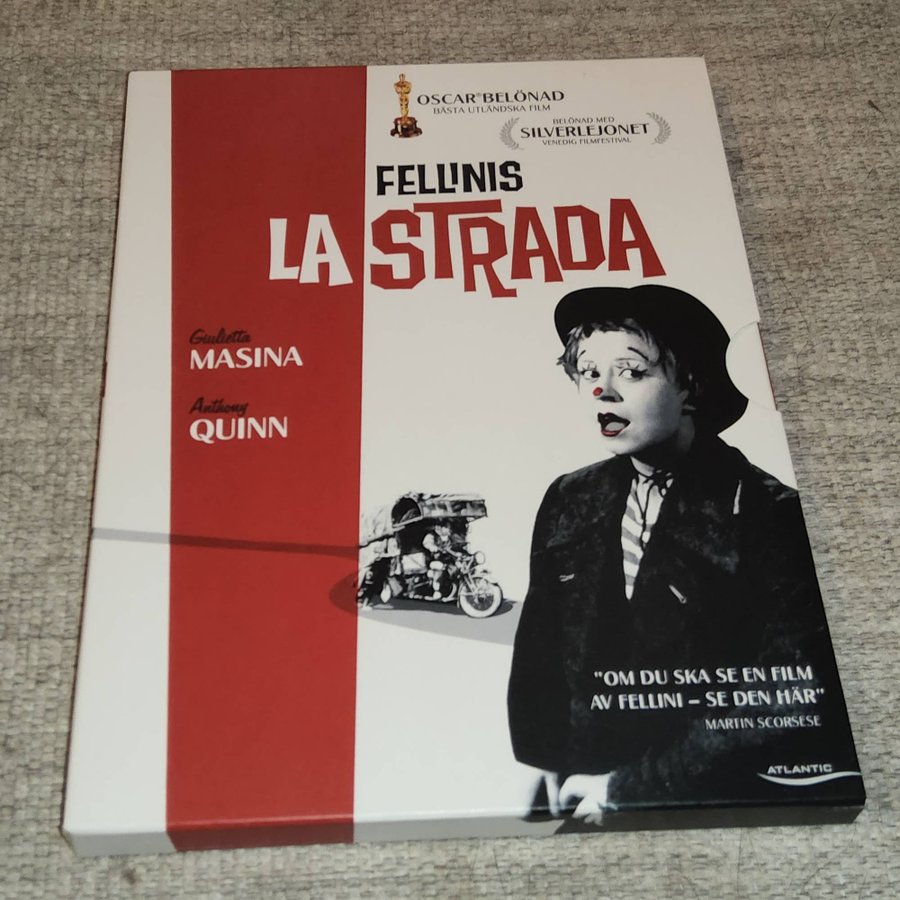 OSCAR®BELÖNAD
BÄSTA UTLÄNDSKA FILM
BELÖNAD MED
SILVERLEJONET
VENEDIG FILMFESTIVAL
FELLINIS
LA STRADA
Giulietta
MASINA
Anthony
QUINN
"OM DU SKA SE EN FILM
AV FELLINI – SE DEN HÄR"
MARTIN SCORSESE
ATLANTIC